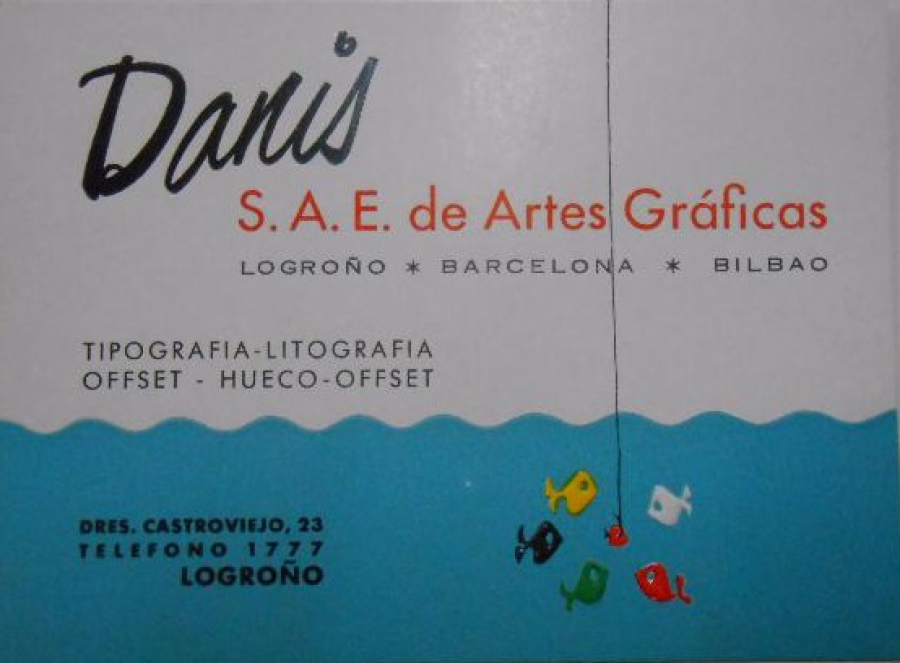 Danis
S. A. E. de Artes Gráficas
LOGROÑO * BARCELONA * BILBAO
TIPOGRAFIA-LITOGRAFIA
OFFSET - HUECO-OFFSET
DRES. CASTROVIEJO, 23
TELEFONO 1777
LOGROÑO